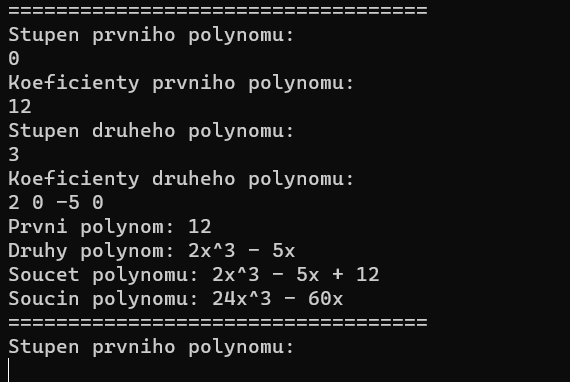 ===================================
Stupen prvniho polynomu:
0
Koeficienty prvniho polynomu:
12
Stupen druheho polynomu:
3
Koeficienty druheho polynomu:
2 0 -5 0
Prvni polynom: 12
Druhy polynom: 2x^3 - 5x
Soucet polynomu: 2x^3 - 5x + 12
Soucin polynomu: 24x^3 - 60x
===================================
Stupen prvniho polynomu: